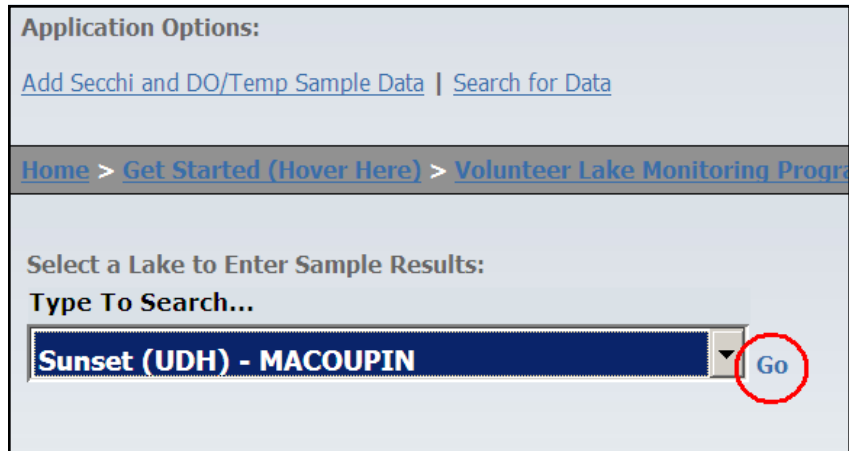 Application Options:
Add Secchi and DO/Temp Sample Data | Search for Data
Home > Get Started (Hover Here) > Volunteer Lake Monitoring Progra
Select a Lake to Enter Sample Results:
Type To Search...
Sunset (UDH) - MACOUPIN
Go